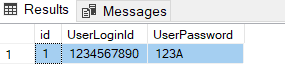 Results Messages
id UserLoginId UserPassword
1 1 1234567890 123A